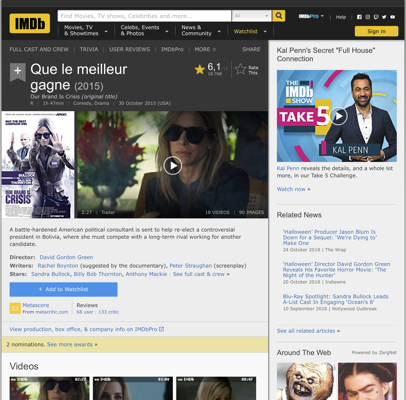 IMDb
Find Movies, TV shows, Celebrities and more...
All
Movies, TV
& Showtimes
Celebs, Events
& Photos
News &
Community
Watchlist
IMDbPro
Help
Sign in
FULL CAST AND CREW | TRIVIA | USER REVIEWS | IMDbPro | MORE
SHARE
Que le meilleur
gagne (2015)
Our Brand Is Crisis (original title)
R | 1h 47min | Comedy, Drama | 30 October 2015 (USA)
6,1
Rate
This
OUR
BRAND
IS
CRISIS
2:27 | Trailer
19 VIDEOS | 90 IMAGES
A battle-hardened American political consultant is sent to help re-elect a controversial
president in Bolivia, where she must compete with a long-term rival working for another
candidate.
Director: David Gordon Green
Writers: Rachel Boynton (suggested by the documentary), Peter Straughan (screenplay)
Stars: Sandra Bullock, Billy Bob Thornton, Anthony Mackie | See full cast & crew »
+ Add to Watchlist
Metascore
From metacritic.com
Reviews
68 user | 133 critic
View production, box office, & company info on IMDbPro
2 nominations. See more awards »
Videos
Kal Penn's Secret "Full House"
Connection
THE
IMDb
SHOW
TAKE 5
KAL PENN
Kal Penn reveals the details, and a whole lot
more, in our Take 5 Challenge.
Watch now »
Related News
'Halloween' Producer Jason Blum Is
Down for a Sequel: "We're Dying to'
Make One
24 October 2018 | The Wrap
'Halloween' Director David Gordon Green
Reveals His Favorite Horror Movie: 'The
Night of the Hunter'
20 October 2018 | Indiewire
Blu-Ray Spotlight: Sandra Bullock Leads
A-List Cast In Engaging 'Ocean's 8'
10 September 2018 | Hollywood Outbreak
See all related articles »
Around The Web
Powered by ZergNet